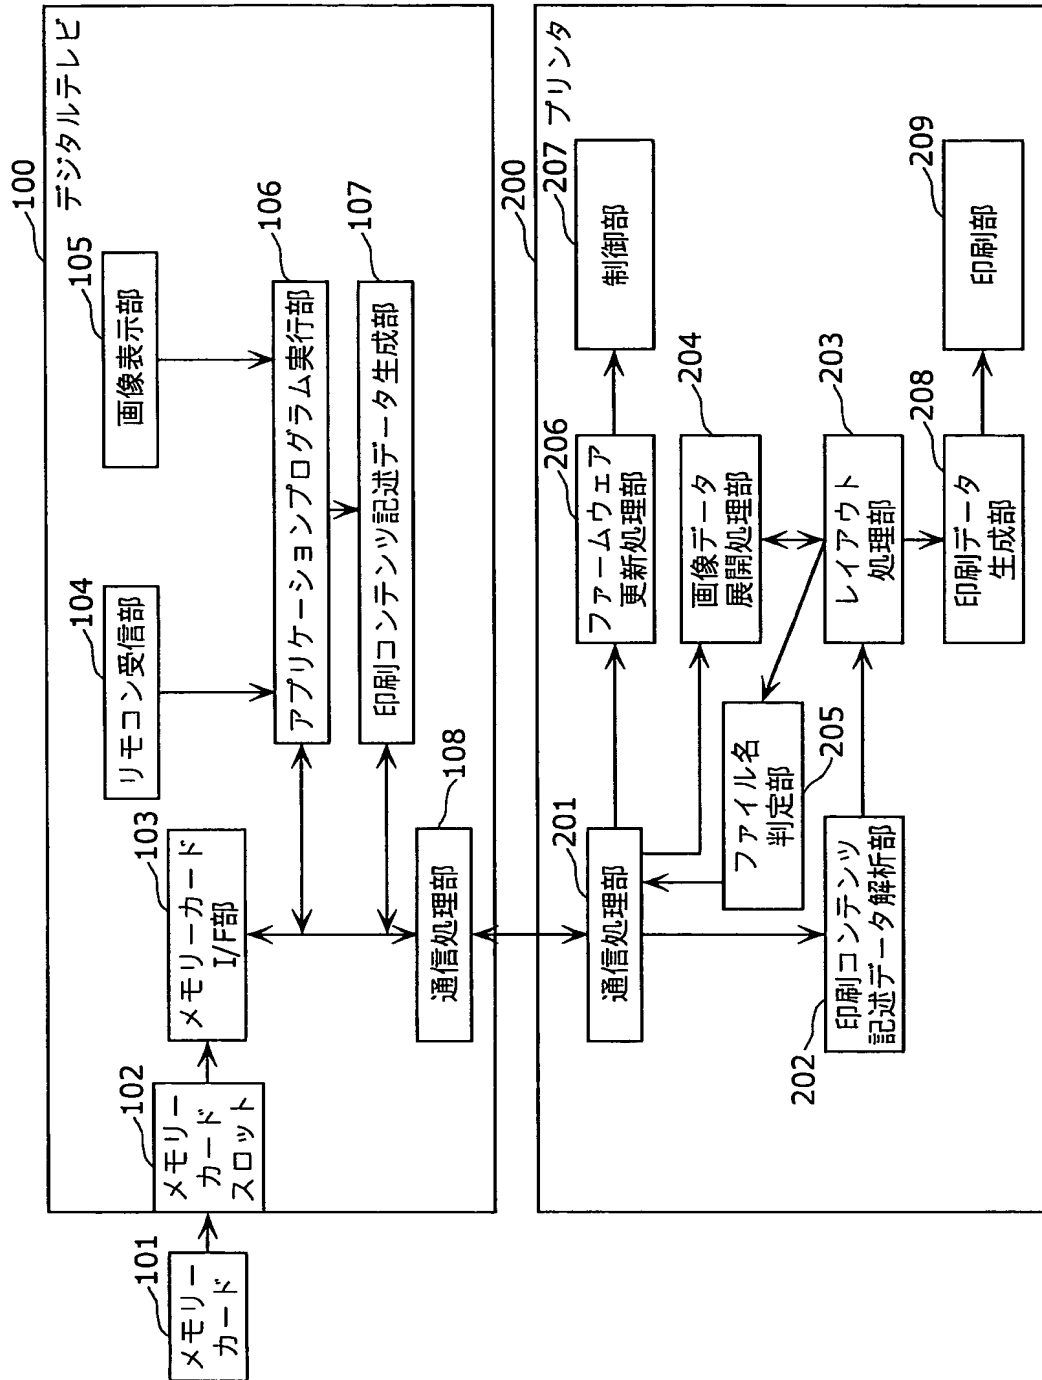 100
デジタルテレビ
101
メモリー
カード
102
メモリー
カード
スロット
103
メモリーカード
I/F部
104
リモコン受信部
105
画像表示部
106
アプリケーションプログラム実行部
107
印刷コンテンツ記述データ生成部
108
通信処理部
200
プリンタ
201
通信処理部
206
ファームウェア
更新処理部
207
制御部
204
画像データ
展開処理部
205
ファイル名
判定部
202
印刷コンテンツ
記述データ解析部
203
レイアウト
処理部
208
印刷データ
生成部
209
印刷部